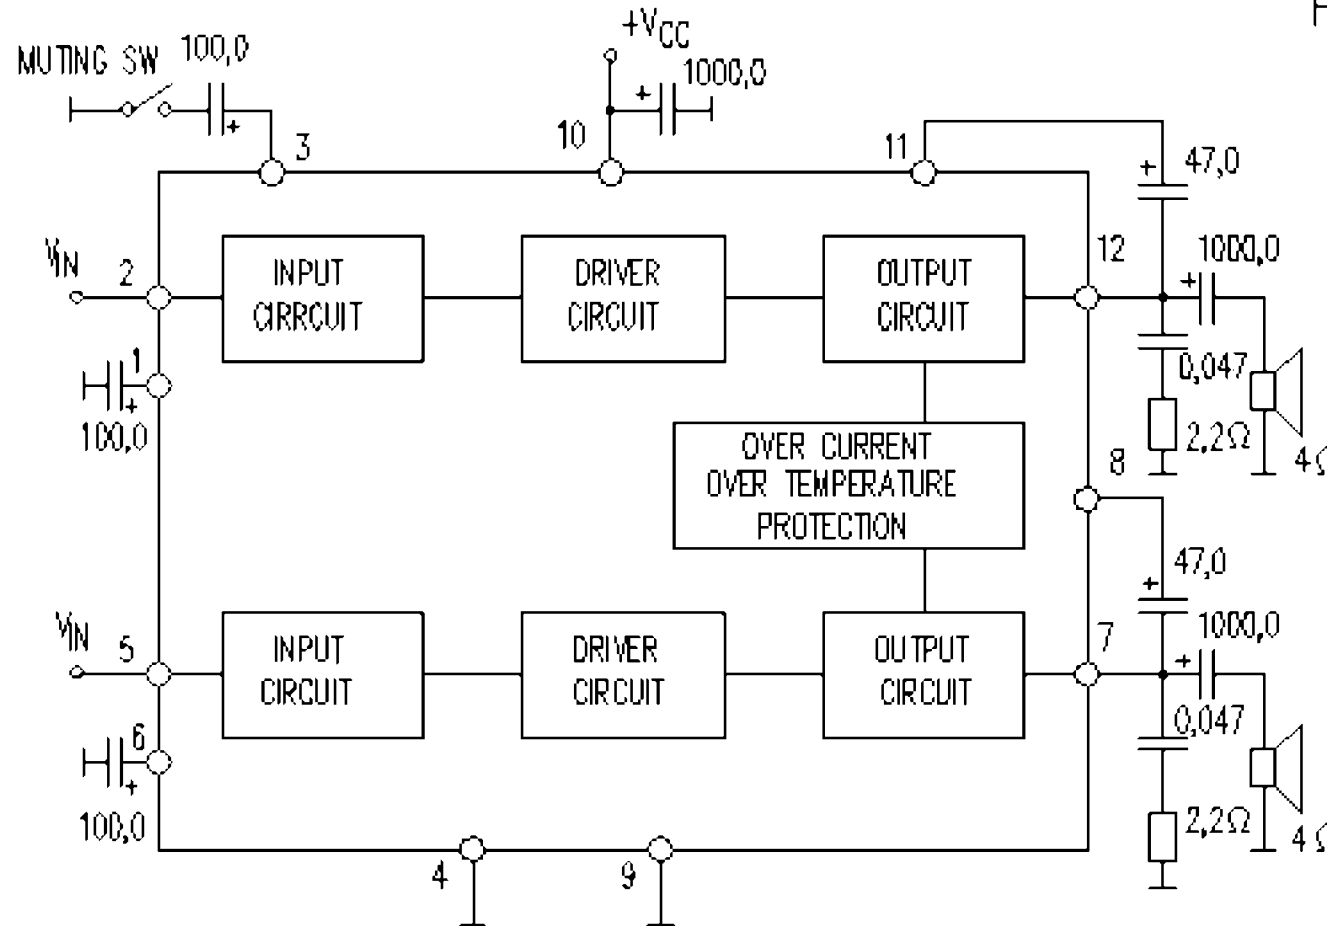 MUTING SW
100,0
+VCC
1000,0
3
10
11
47,0
VIN
2
INPUT
CIRRCUIT
DRIVER
CIRCUIT
OUTPUT
CIRCUIT
12
1000,0
1
100,0
0,047
2,2Ω
4Ω
OVER CURRENT
OVER TEMPERATURE
PROTECTION
8
47,0
VIN
5
INPUT
CIRCUIT
DRIVER
CIRCUIT
OUTPUT
CIRCUIT
7
1000,0
0,047
6
100,0
2,2Ω
4Ω
4
9